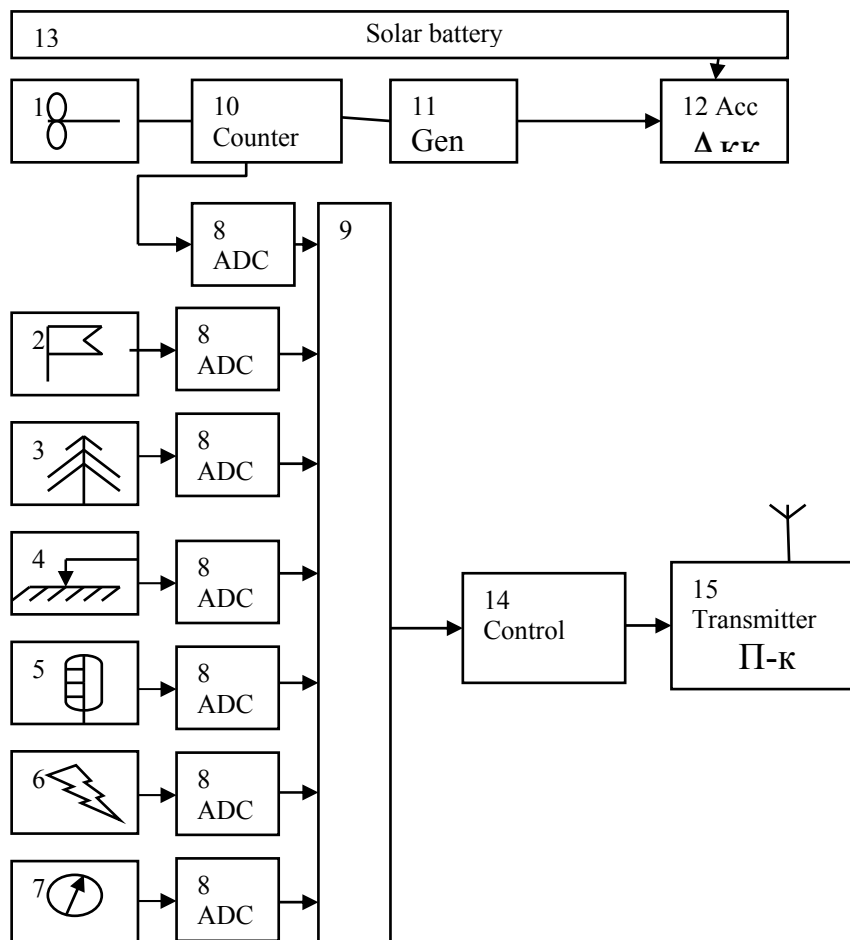 13 Solar battery
1
10
Counter
11
Gen
12 Acc
8
ADC
9
2
8
ADC
3
8
ADC
4
8
ADC
14
Control
15
Transmitter
П-к
5
8
ADC
6
8
ADC
7
8
ADC